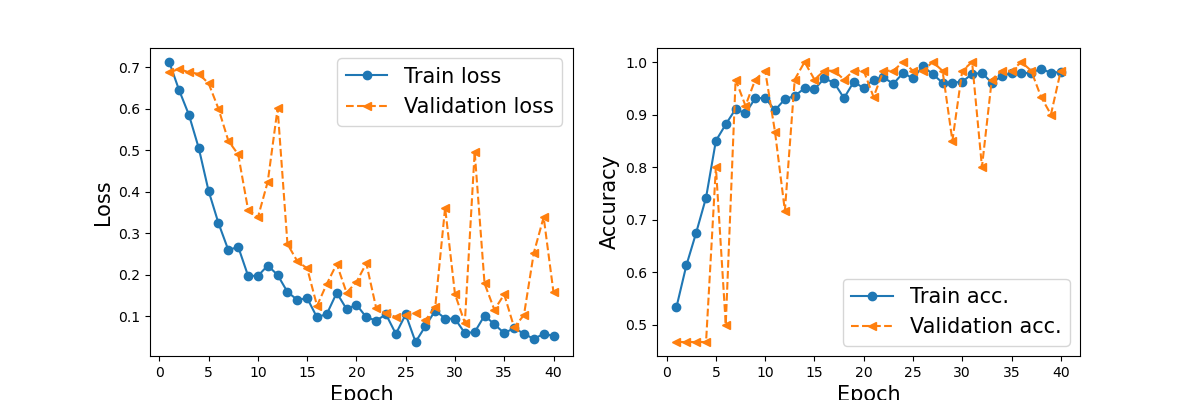 0.7
0.6
0.5
0.4
0.3
0.2
0.1
Loss
0 5 10 15 20 25 30 35 40
Epoch
Train loss
Validation loss
1.0
0.9
0.8
0.7
0.6
0.5
Accuracy
0 5 10 15 20 25 30 35 40
Epoch
Train acc.
Validation acc.